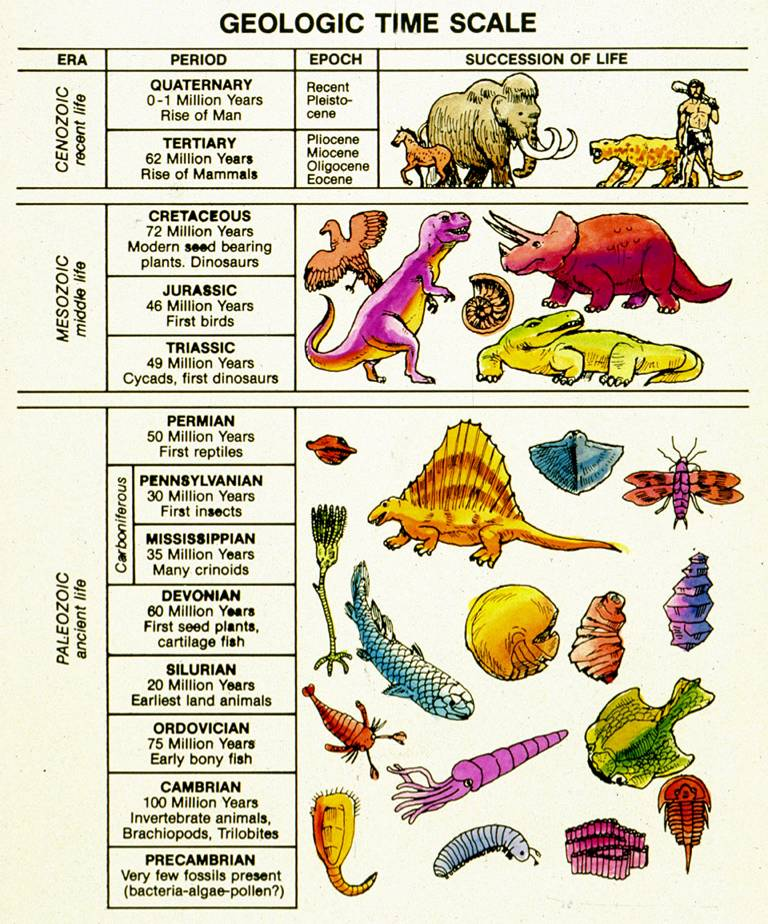 GEOLOGIC TIME SCALE
ERA PERIOD EPOCH SUCCESSION OF LIFE
CENOZOIC
recent life
QUATERNARY
0-1 Million Years
Rise of Man
Recent
Pleisto-
cene
TERTIARY
62 Million Years
Rise of Mammals
Pliocene
Miocene
Oligocene
Eocene
MESOZOIC
middle life
CRETACEOUS
72 Million Years
Modern seed bearing
plants. Dinosaurs
JURASSIC
46 Million Years
First birds
TRIASSIC
49 Million Years
Cycads, first dinosaurs
PALEOZOIC
ancient life
PERMIAN
50 Million Years
First reptiles
Carboniferous
PENNSYLVANIAN
30 Million Years
First insects
MISSISSIPPIAN
35 Million Years
Many crinoids
DEVONIAN
60 Million Years
First seed plants,
cartilage fish
SILURIAN
20 Million Years
Earliest land animals
ORDOVICIAN
75 Million Years
Early bony fish
CAMBRIAN
100 Million Years
Invertebrate animals,
Brachiopods, Trilobites
PRECAMBRIAN
Very few fossils present
(bacteria-algae-pollen?)